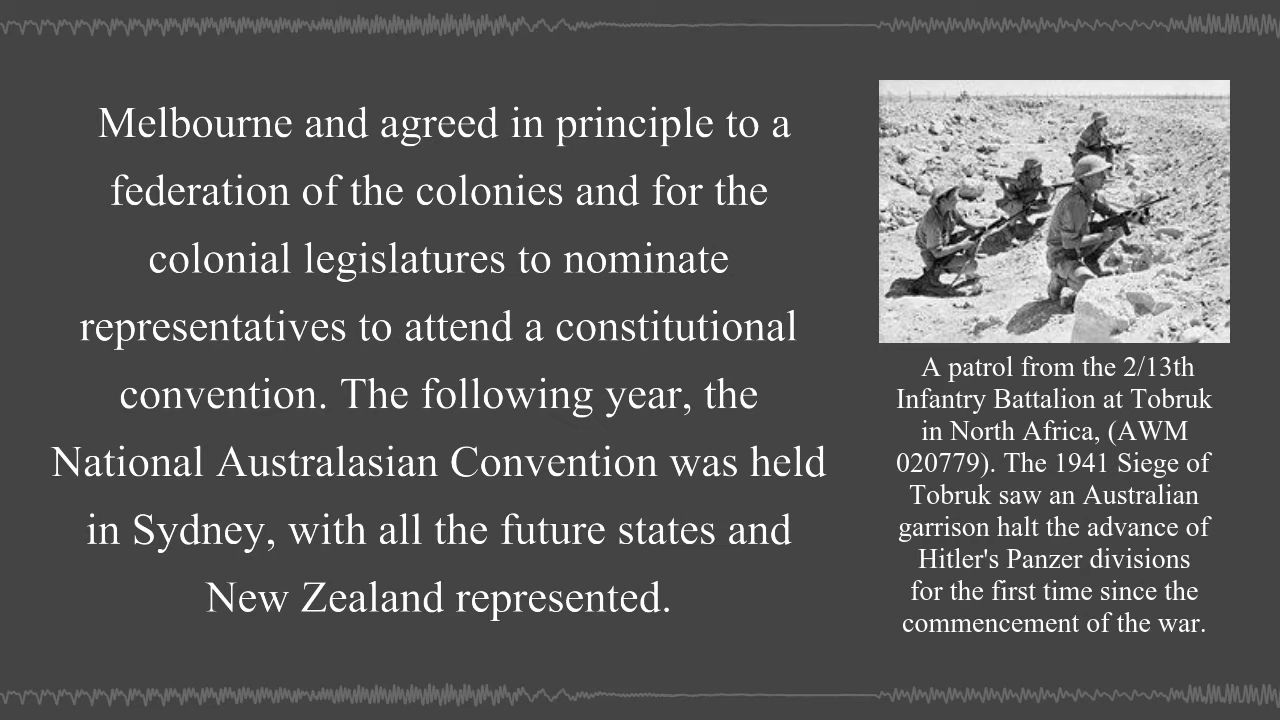 Melbourne and agreed in principle to a
federation of the colonies and for the
colonial legislatures to nominate
representatives to attend a constitutional
convention. The following year, the
National Australasian Convention was held
in Sydney, with all the future states and
New Zealand represented.
A patrol from the 2/13th
Infantry Battalion at Tobruk
in North Africa, (AWM
020779). The 1941 Siege of
Tobruk saw an Australian
garrison halt the advance of
Hitler's Panzer divisions
for the first time since the
commencement of the war.